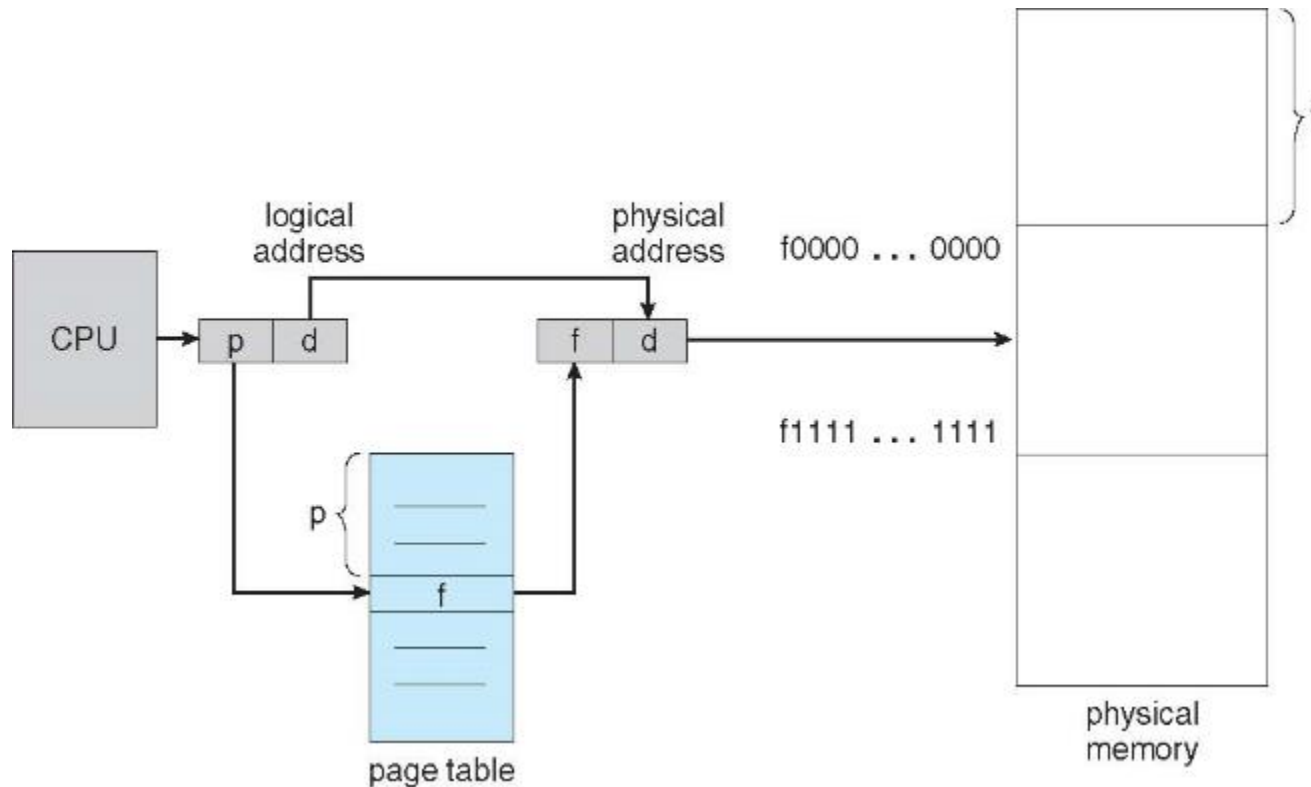 logical
address
physical
address
f0000 ... 0000
CPU
p
d
f
d
f1111 ... 1111
p
f
page table
physical
memory